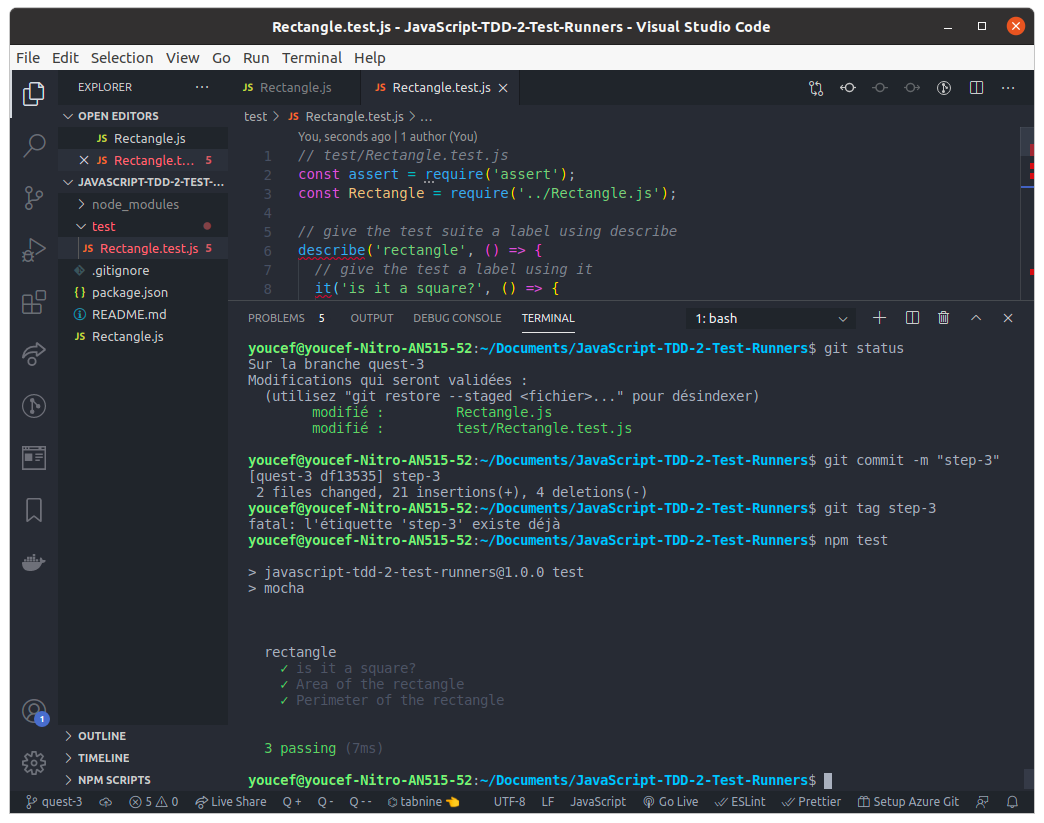 Rectangle.test.js - JavaScript-TDD-2-Test-Runners - Visual Studio Code
File Edit Selection View Go Run Terminal Help
EXPLORER
OPEN EDITORS
JS Rectangle.js
JS Rectangle.t... 5
JAVASCRIPT-TDD-2-TEST-...
node_modules
test
JS Rectangle.test.js 5
.gitignore
{} package.json
README.md
JS Rectangle.js
OUTLINE
TIMELINE
NPM SCRIPTS
1
JS Rectangle.js JS Rectangle.test.js
test > JS Rectangle.test.js > ...
You, seconds ago | 1 author (You)
1 // test/Rectangle.test.js
2 const assert = require('assert');
3 const Rectangle = require('../Rectangle.js');
4
5 // give the test suite a label using describe
6 describe('rectangle', () => {
7 // give the test a label using it
8 it('is it a square?', () => {
PROBLEMS 5 OUTPUT DEBUG CONSOLE TERMINAL 1: bash
youcef@youcef-Nitro-AN515-52:~/Documents/JavaScript-TDD-2-Test-Runners$ git status
Sur la branche quest-3
Modifications qui seront validées :
(utilisez "git restore --staged <fichier>..." pour désindexer)
modifié : Rectangle.js
modifié : test/Rectangle.test.js
youcef@youcef-Nitro-AN515-52:~/Documents/JavaScript-TDD-2-Test-Runners$ git commit -m "step-3"
[quest-3 df13535] step-3
2 files changed, 21 insertions(+), 4 deletions(-)
youcef@youcef-Nitro-AN515-52:~/Documents/JavaScript-TDD-2-Test-Runners$ git tag step-3
fatal: l'étiquette 'step-3' existe déjà
youcef@youcef-Nitro-AN515-52:~/Documents/JavaScript-TDD-2-Test-Runners$ npm test
> javascript-tdd-2-test-runners@1.0.0 test
> mocha
rectangle
✓ is it a square?
✓ Area of the rectangle
✓ Perimeter of the rectangle
3 passing (7ms)
youcef@youcef-Nitro-AN515-52:~/Documents/JavaScript-TDD-2-Test-Runners$
quest-3 5 0 Live Share Q + Q - Q - - tabnine 👈 UTF-8 LF JavaScript Go Live ESLint Prettier Setup Azure Git